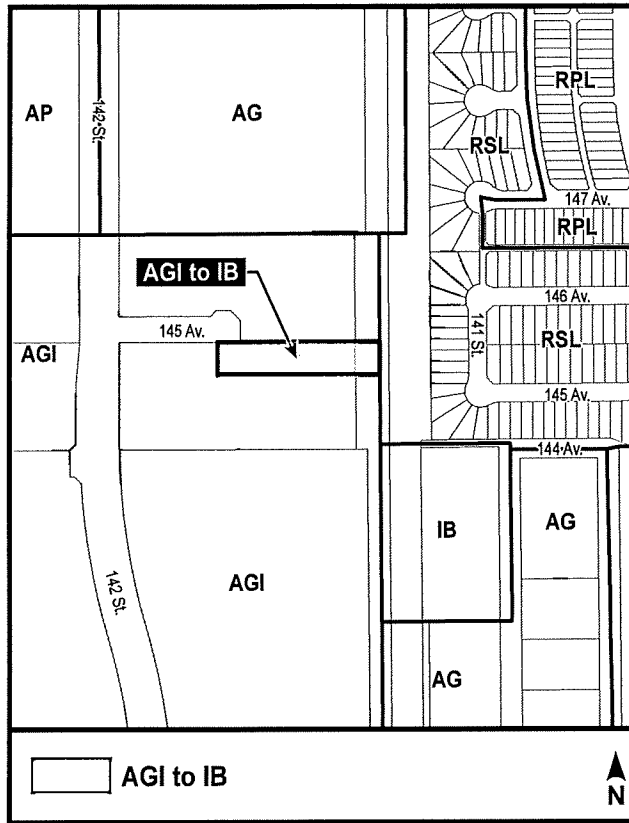 AP
142 St.
AG
RPL
RSL
147 Av.
RPL
AGI to IB
146 Av.
145 Av.
141 St.
RSL
AGI
145 Av.
144 Av.
IB
AG
142 St.
AGI
AG
AGI to IB
N